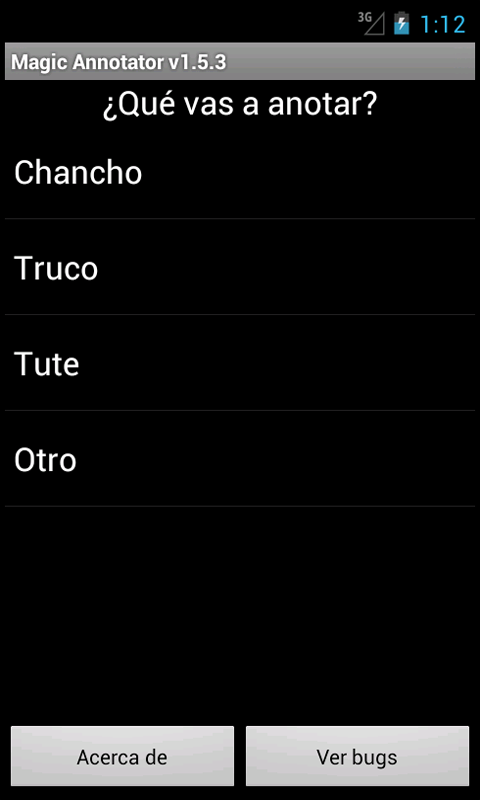 3G 1:12
Magic Annotator v1.5.3
¿Qué vas a anotar?
Chancho
Truco
Tute
Otro
Acerca de Ver bugs